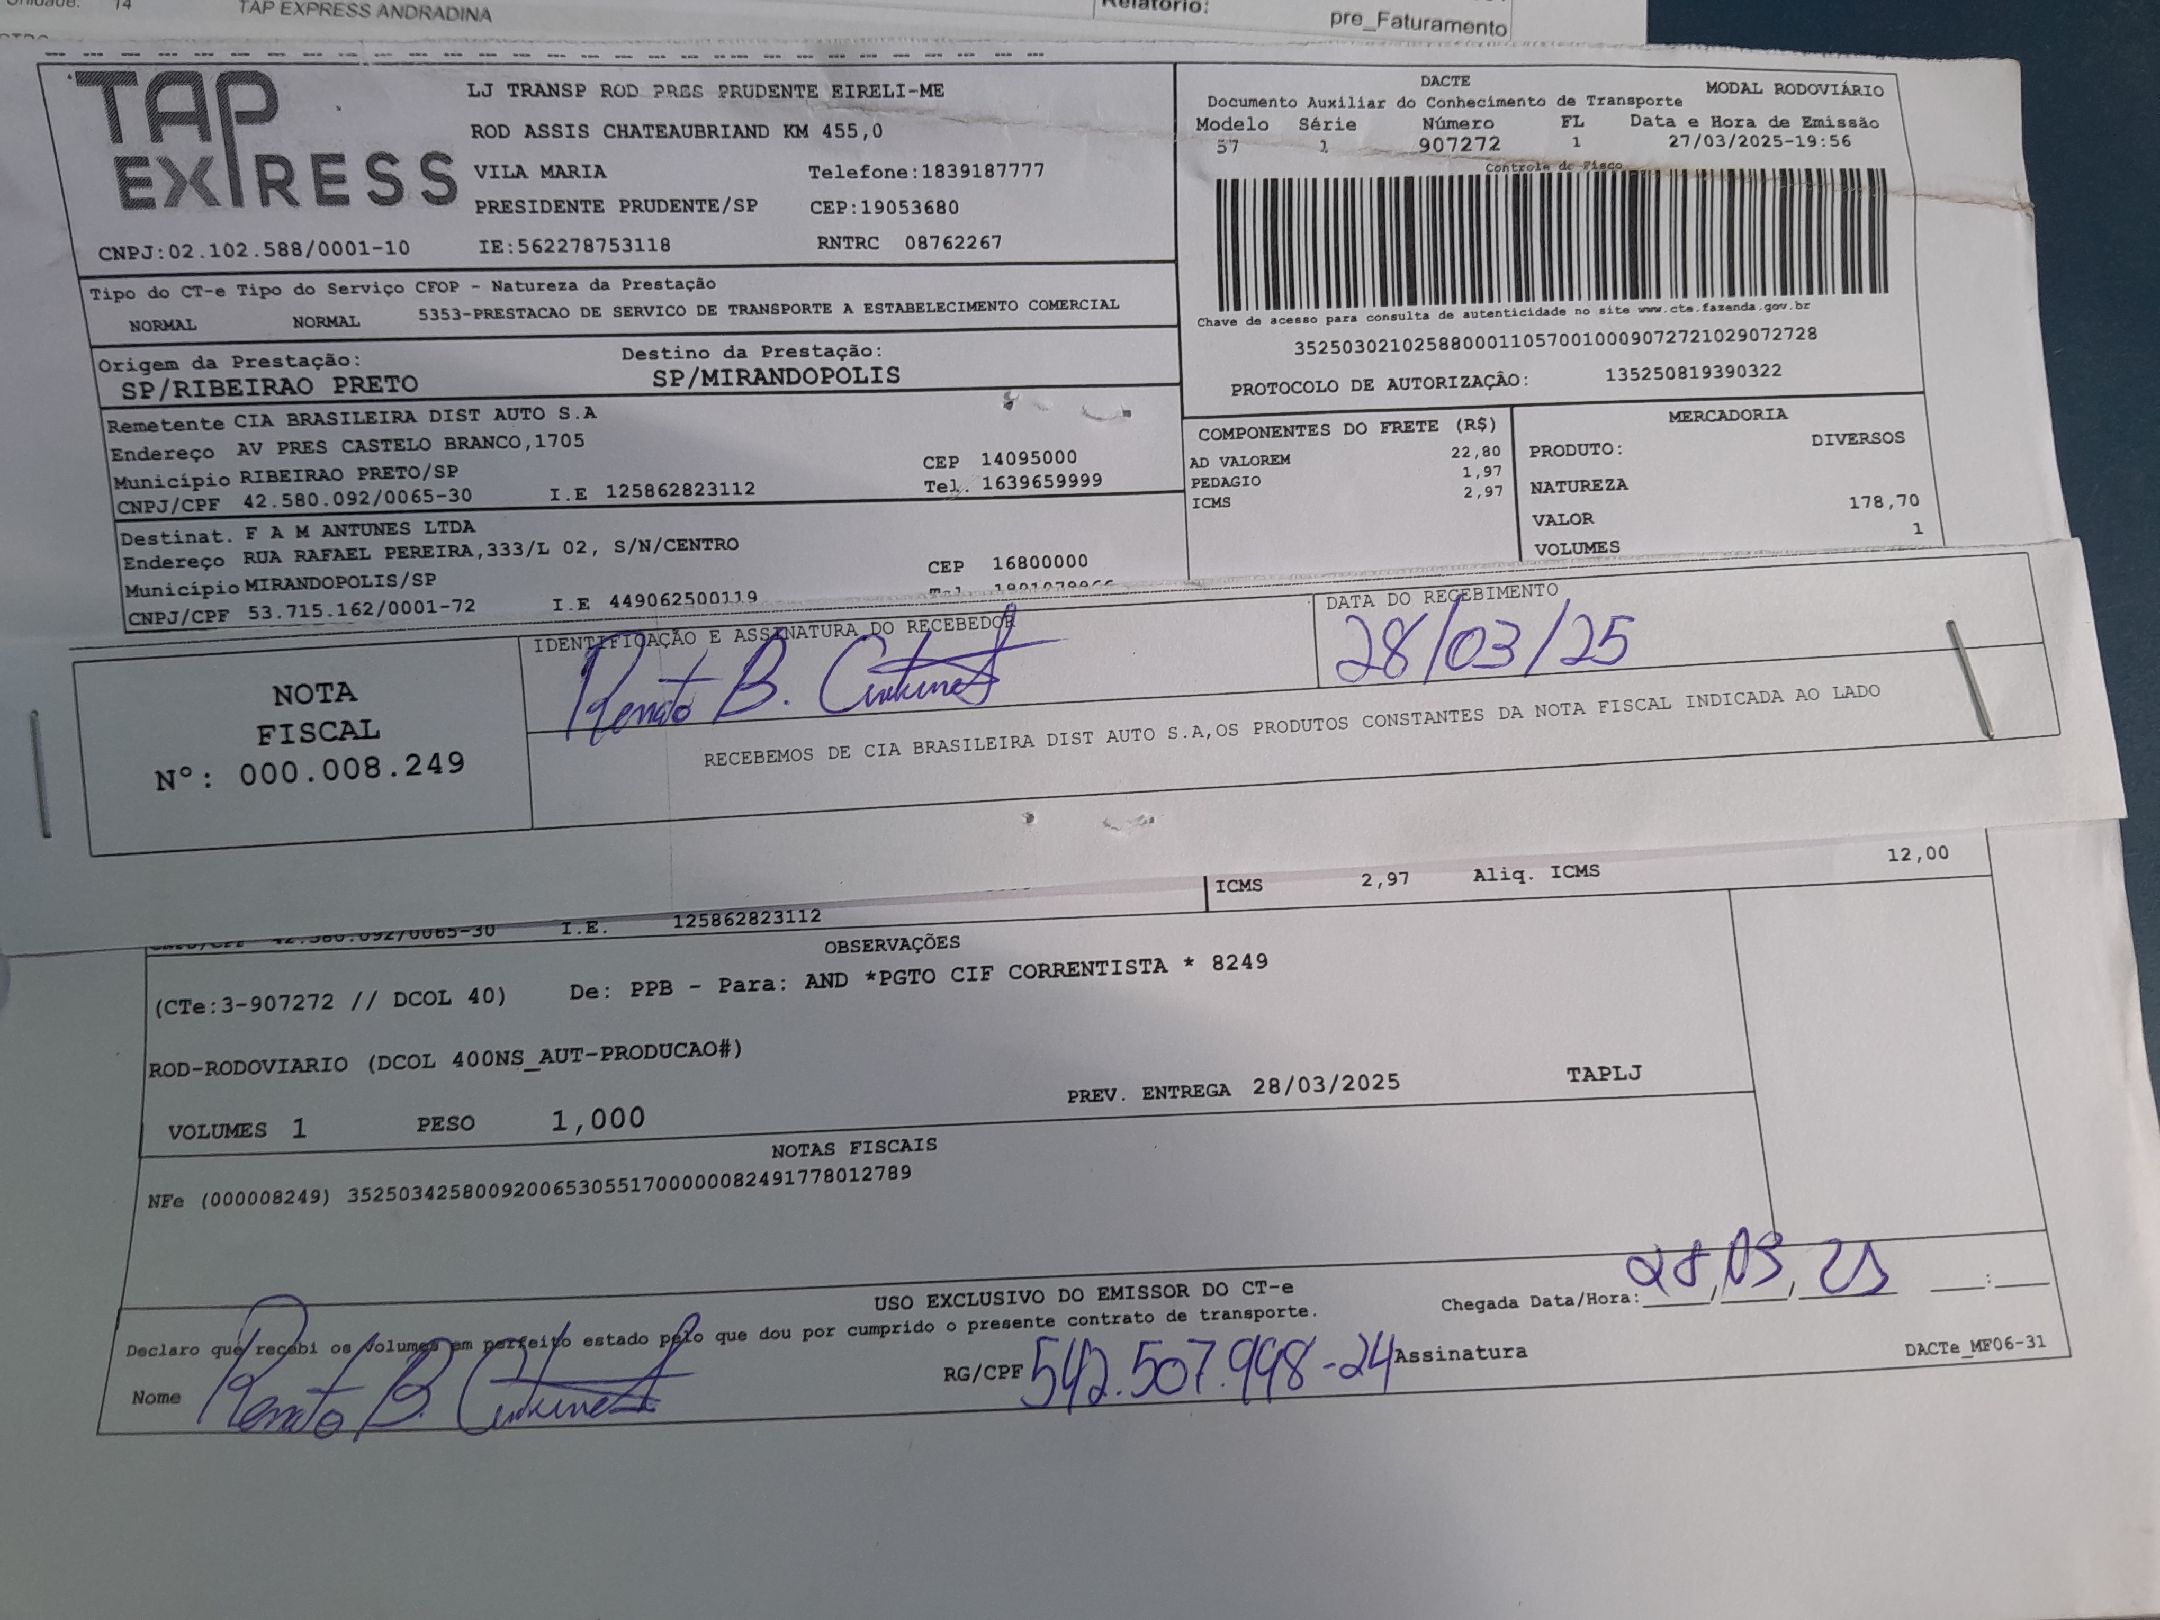 14
TAP EXPRESS ANDRADINA
Relatório:
pre_Faturamento
TAP
EXPRESS
LJ TRANSP ROD PRES PRUDENTE EIRELI-ME
ROD ASSIS CHATEAUBRIAND KM 455,0
VILA MARIA Telefone:1839187777
PRESIDENTE PRUDENTE/SP CEP:19053680
CNPJ:02.102.588/0001-10 IE:562278753118 RNTRC 08762267
DACTE MODAL RODOVIÁRIO
Documento Auxiliar do Conhecimento de Transporte
Modelo Série Número FL Data e Hora de Emissão
57 1 907272 1 27/03/2025-19:56
Controle do Fisco
Chave de acesso para consulta de autenticidade no site www.cte.fazenda.gov.br
35250302102588000110570010009072721029072728
PROTOCOLO DE AUTORIZAÇÃO: 135250819390322
Tipo do CT-e Tipo do Serviço CFOP - Natureza da Prestação
NORMAL NORMAL 5353-PRESTACAO DE SERVICO DE TRANSPORTE A ESTABELECIMENTO COMERCIAL
Origem da Prestação: Destino da Prestação:
SP/RIBEIRAO PRETO SP/MIRANDOPOLIS
Remetente CIA BRASILEIRA DIST AUTO S.A
Endereço AV PRES CASTELO BRANCO,1705
Município RIBEIRAO PRETO/SP CEP 14095000
CNPJ/CPF 42.580.092/0065-30 I.E 125862823112 Tel. 1639659999
Destinat. F A M ANTUNES LTDA
Endereço RUA RAFAEL PEREIRA,333/L 02, S/N/CENTRO
Município MIRANDOPOLIS/SP CEP 16800000
CNPJ/CPF 53.715.162/0001-72 I.E 449062500119
COMPONENTES DO FRETE (R$)
AD VALOREM 22,80
PEDAGIO 1,97
ICMS 2,97
MERCADORIA
PRODUTO: DIVERSOS
NATUREZA
VALOR 178,70
VOLUMES 1
NOTA
FISCAL
Nº: 000.008.249
IDENTIFICAÇÃO E ASSINATURA DO RECEBEDOR
Renato B. Antunes
DATA DO RECEBIMENTO
28/03/25
RECEBEMOS DE CIA BRASILEIRA DIST AUTO S.A,OS PRODUTOS CONSTANTES DA NOTA FISCAL INDICADA AO LADO
ICMS 2,97 Aliq. ICMS 12,00
CNPJ/CPF 42.580.092/0065-30 I.E. 125862823112
OBSERVAÇÕES
(CTe:3-907272 // DCOL 40) De: PPB - Para: AND *PGTO CIF CORRENTISTA * 8249
ROD-RODOVIARIO (DCOL 400NS_AUT-PRODUCAO#)
PREV. ENTREGA 28/03/2025 TAPLJ
VOLUMES 1 PESO 1,000
NOTAS FISCAIS
NFe (000008249) 35250342580092006530551700000082491778012789
USO EXCLUSIVO DO EMISSOR DO CT-e
Declaro que recebi os volumes em perfeito estado pelo que dou por cumprido o presente contrato de transporte.
Chegada Data/Hora: 28/03/25 __:__
Nome Renato B. Antunes RG/CPF 542.507.998-24 Assinatura
DACTe_MF06-31